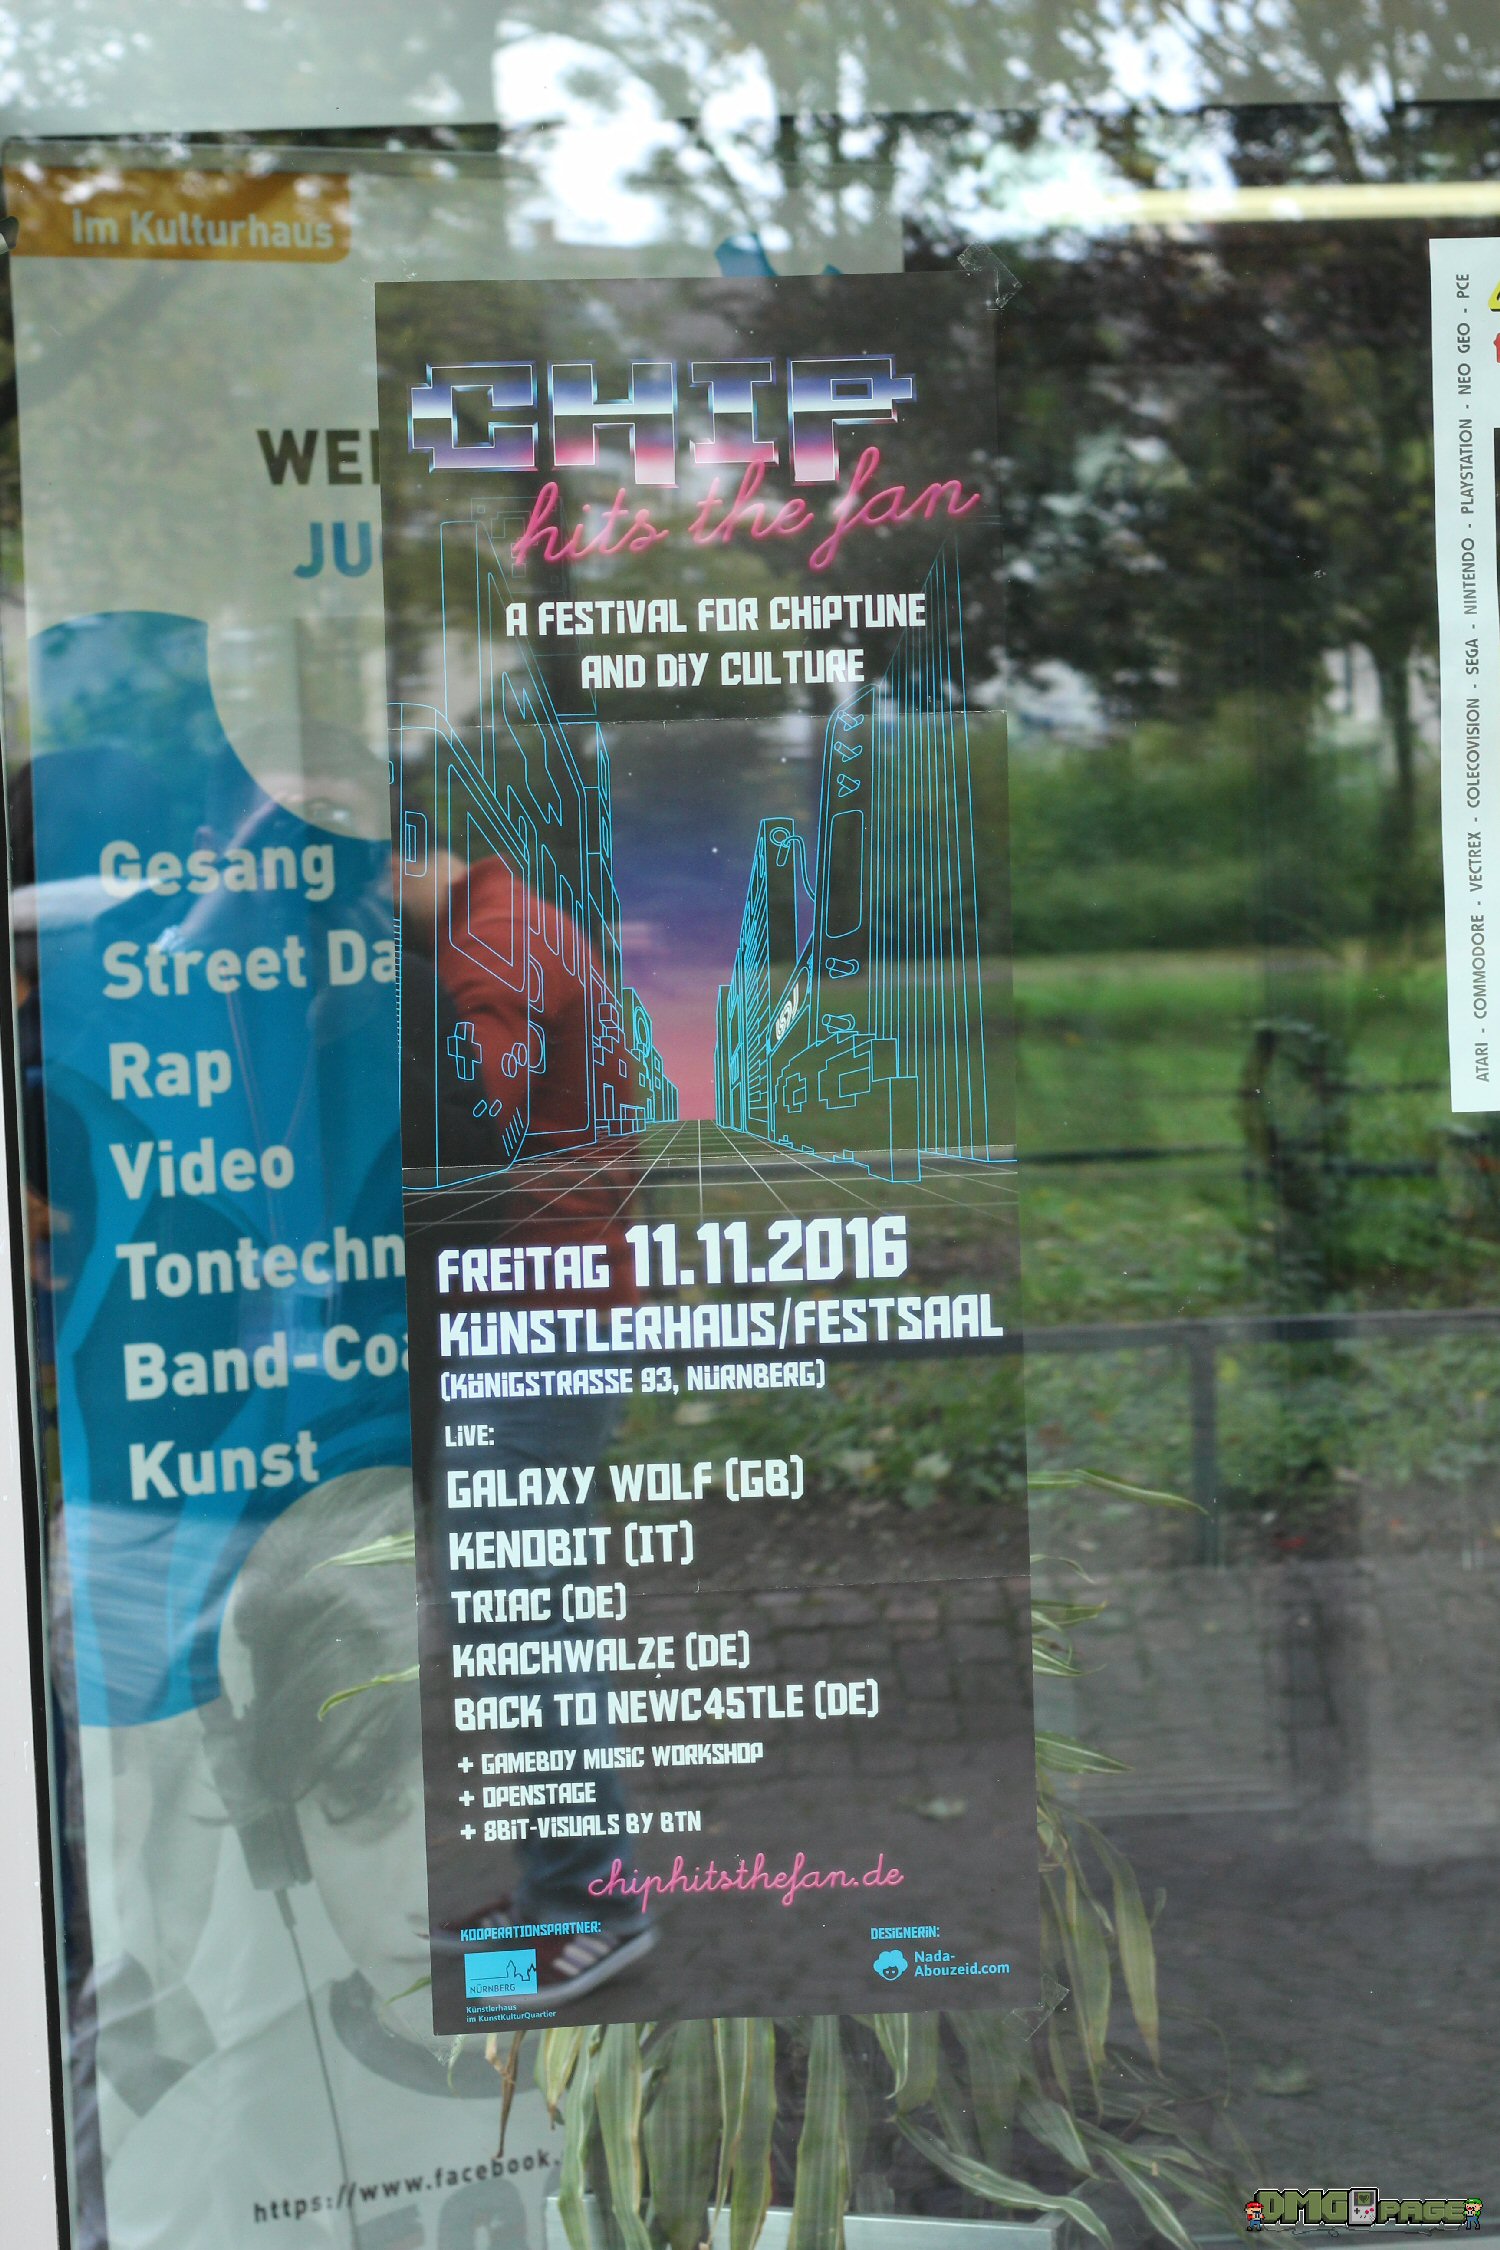 im Kulturhaus
CHIP
hits the fan
A FESTIVAL FOR CHIPTUNE
AND DIY CULTURE
FREITAG 11.11.2016
KÜNSTLERHAUS/FESTSAAL
(KÖNIGSTRASSE 93, NÜRNBERG)
LIVE:
GALAXY WOLF (GB)
KENOBIT (IT)
TRIAC (DE)
KRACHWALZE (DE)
BACK TO NEWC45TLE (DE)
+ GAMEBOY MUSIC WORKSHOP
+ OPENSTAGE
+ 8BIT-VISUALS BY BTN
chiphitsthefan.de
KOOPERATIONSPARTNER:
NÜRNBERG
Künstlerhaus
im KunstKulturQuartier
DESIGNERIN:
Nada-
Abouzeid.com
WE
JU
Gesang
Street Da
Rap
Video
Tontechn
Band-Co
Kunst
https://www.facebook.
ATARI - COMMODORE - VECTREX - COLECOVISION - SEGA - NINTENDO - PLAYSTATION - NEO GEO - PCE
DMG PAGE